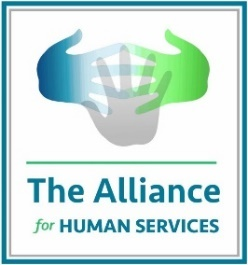 The Alliance
for HUMAN SERVICES